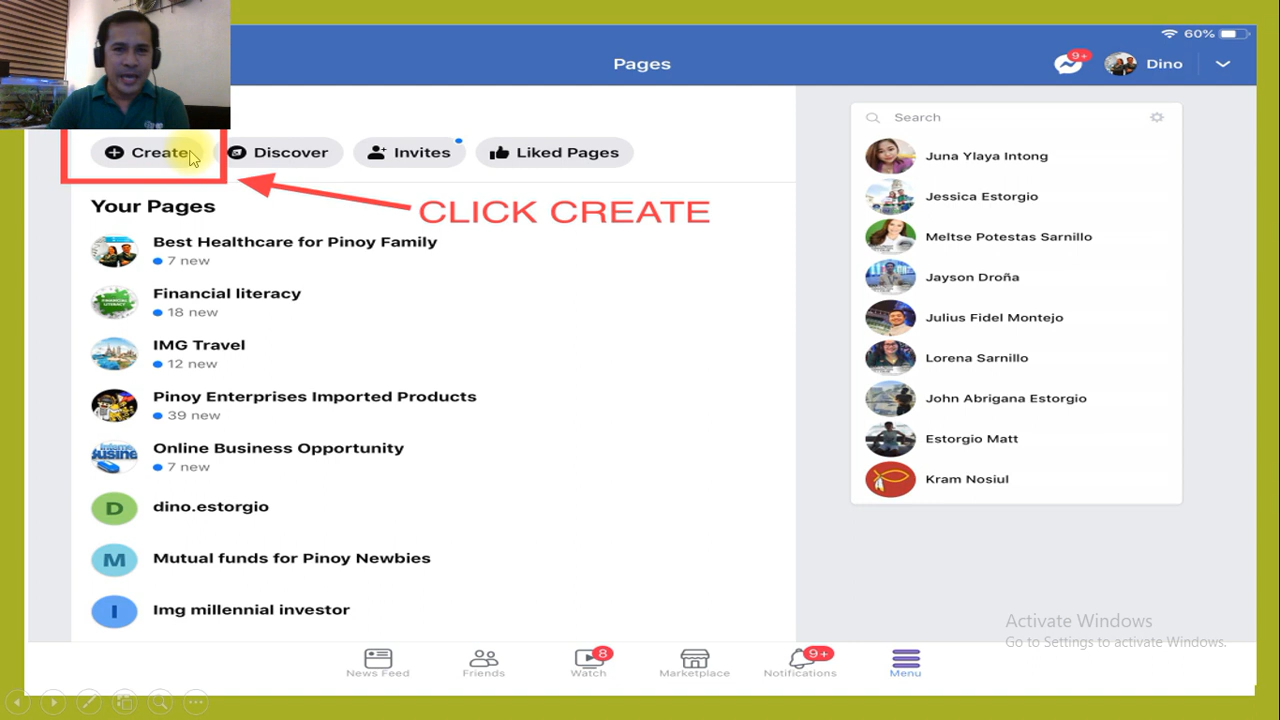 60%
Pages
9+
Dino
Create
Discover
Invites
Liked Pages
Search
CLICK CREATE
Your Pages
Best Healthcare for Pinoy Family
7 new
Financial literacy
18 new
IMG Travel
12 new
Pinoy Enterprises Imported Products
39 new
Online Business Opportunity
7 new
D
dino.estorgio
M
Mutual funds for Pinoy Newbies
I
Img millennial investor
Juna Ylaya Intong
Jessica Estorgio
Meltse Potestas Sarnillo
Jayson Droña
Julius Fidel Montejo
Lorena Sarnillo
John Abrigana Estorgio
Estorgio Matt
Kram Nosiul
Activate Windows
Go to Settings to activate Windows.
News Feed
Friends
8
Watch
Marketplace
9+
Notifications
Menu